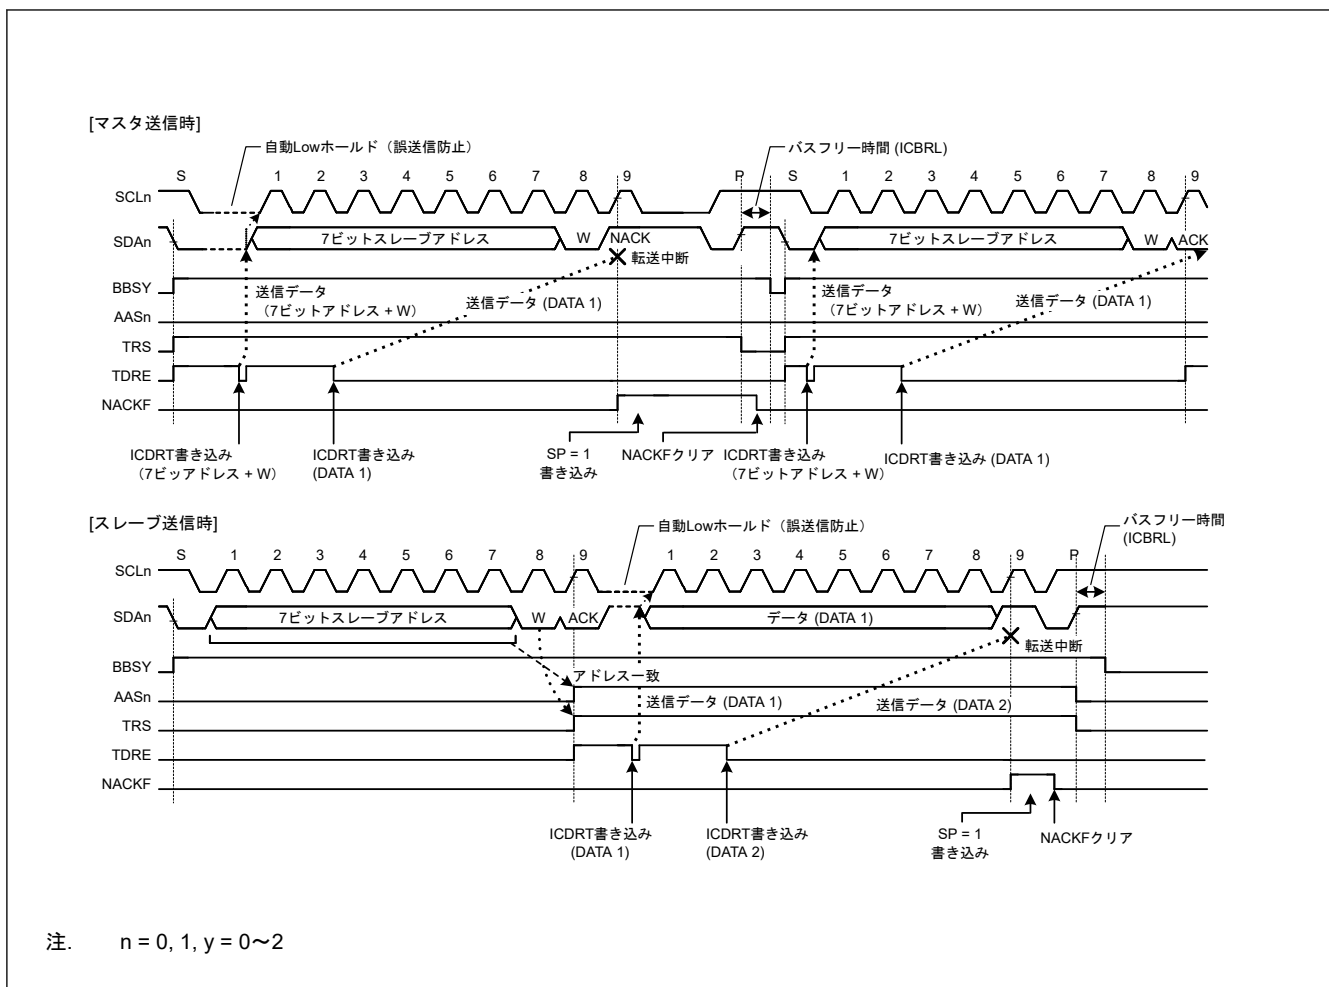 [マスタ送信時]
自動Lowホールド（誤送信防止）
バスフリー時間 (ICBRL)
S 1 2 3 4 5 6 7 8 9 P S 1 2 3 4 5 6 7 8 9
SCLn
SDAn 7ビットスレーブアドレス W NACK 7ビットスレーブアドレス W ACK
転送中断
BBSY
送信データ
（7ビットアドレス + W）
送信データ (DATA 1)
送信データ
（7ビットアドレス + W）
送信データ (DATA 1)
AASn
TRS
TDRE
NACKF
ICDRT書き込み
（7ビッアドレス + W）
ICDRT書き込み
(DATA 1)
SP = 1
書き込み
NACKFクリア
ICDRT書き込み
（7ビットアドレス + W）
ICDRT書き込み (DATA 1)
[スレーブ送信時]
自動Lowホールド（誤送信防止）
バスフリー時間
(ICBRL)
S 1 2 3 4 5 6 7 8 9 1 2 3 4 5 6 7 8 9 P
SCLn
SDAn 7ビットスレーブアドレス W ACK データ (DATA 1)
転送中断
BBSY
アドレス一致
AASn
送信データ (DATA 1) 送信データ (DATA 2)
TRS
TDRE
NACKF
ICDRT書き込み
(DATA 1)
ICDRT書き込み
(DATA 2)
SP = 1
書き込み
NACKFクリア
注. n = 0, 1, y = 0～2